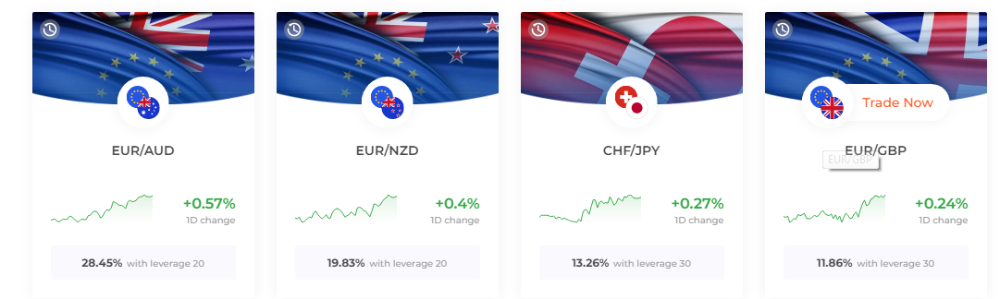 Trade Now
EUR/AUD
EUR/NZD
CHF/JPY
EUR/GBP
EUR/GBP
+0.57%
1D change
+0.4%
1D change
+0.27%
1D change
+0.24%
1D change
28.45% with leverage 20
19.83% with leverage 20
13.26% with leverage 30
11.86% with leverage 30